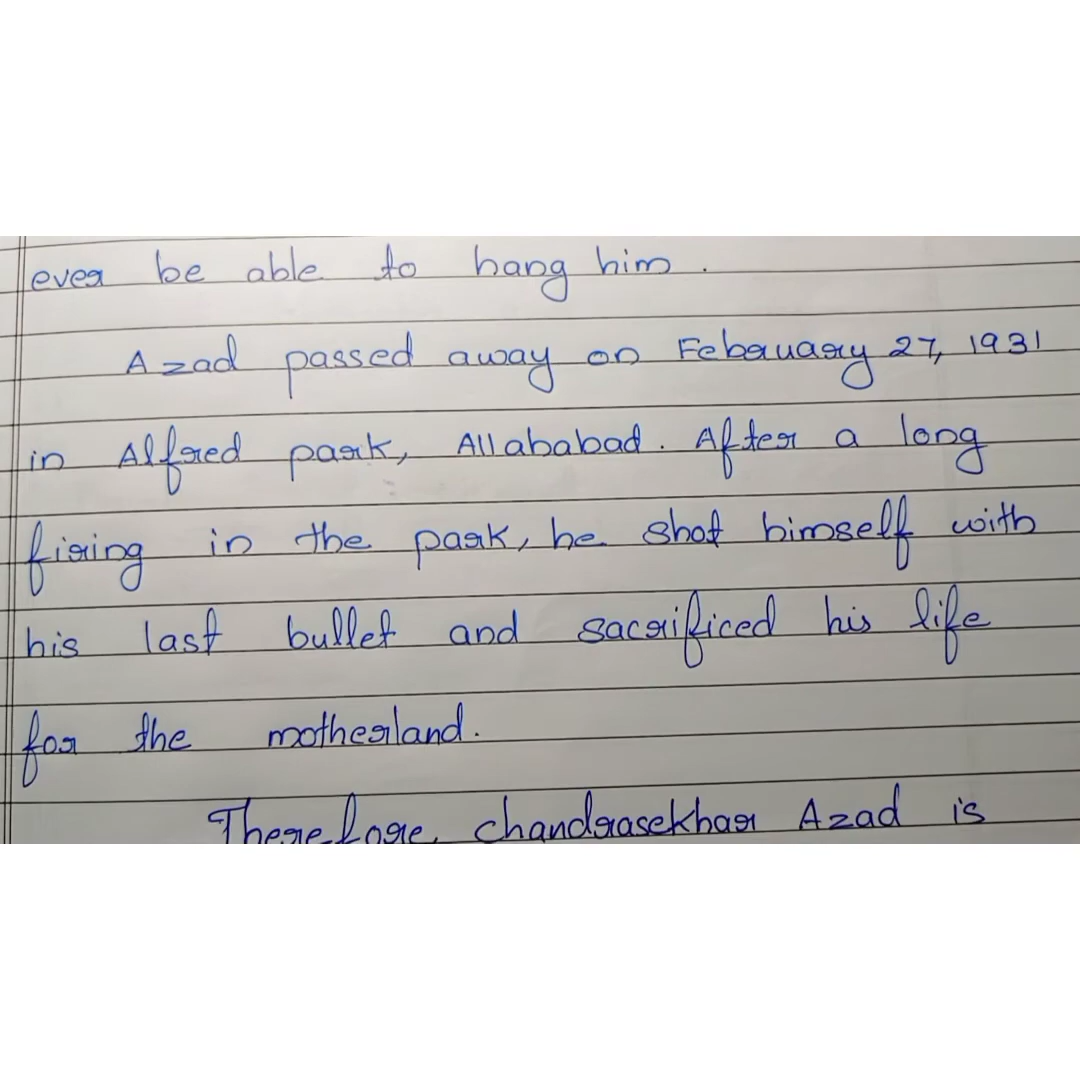 ever be able to hang him.
Azad passed away on February 27, 1931
in Alfred park, Allahabad. After a long
firing in the park, he shot himself with
his last bullet and sacrificed his life
for the motherland.
Therefore, chandrasekhar Azad is